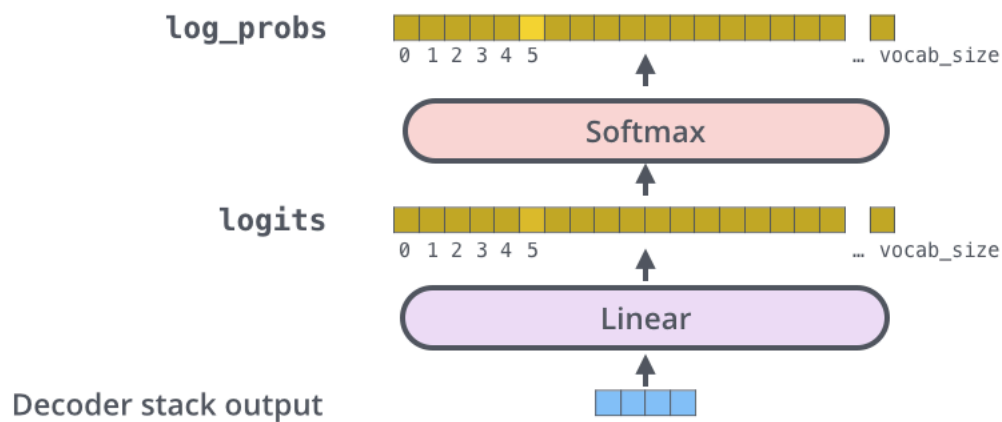 log_probs
0 1 2 3 4 5 … vocab_size
Softmax
logits
0 1 2 3 4 5 … vocab_size
Linear
Decoder stack output